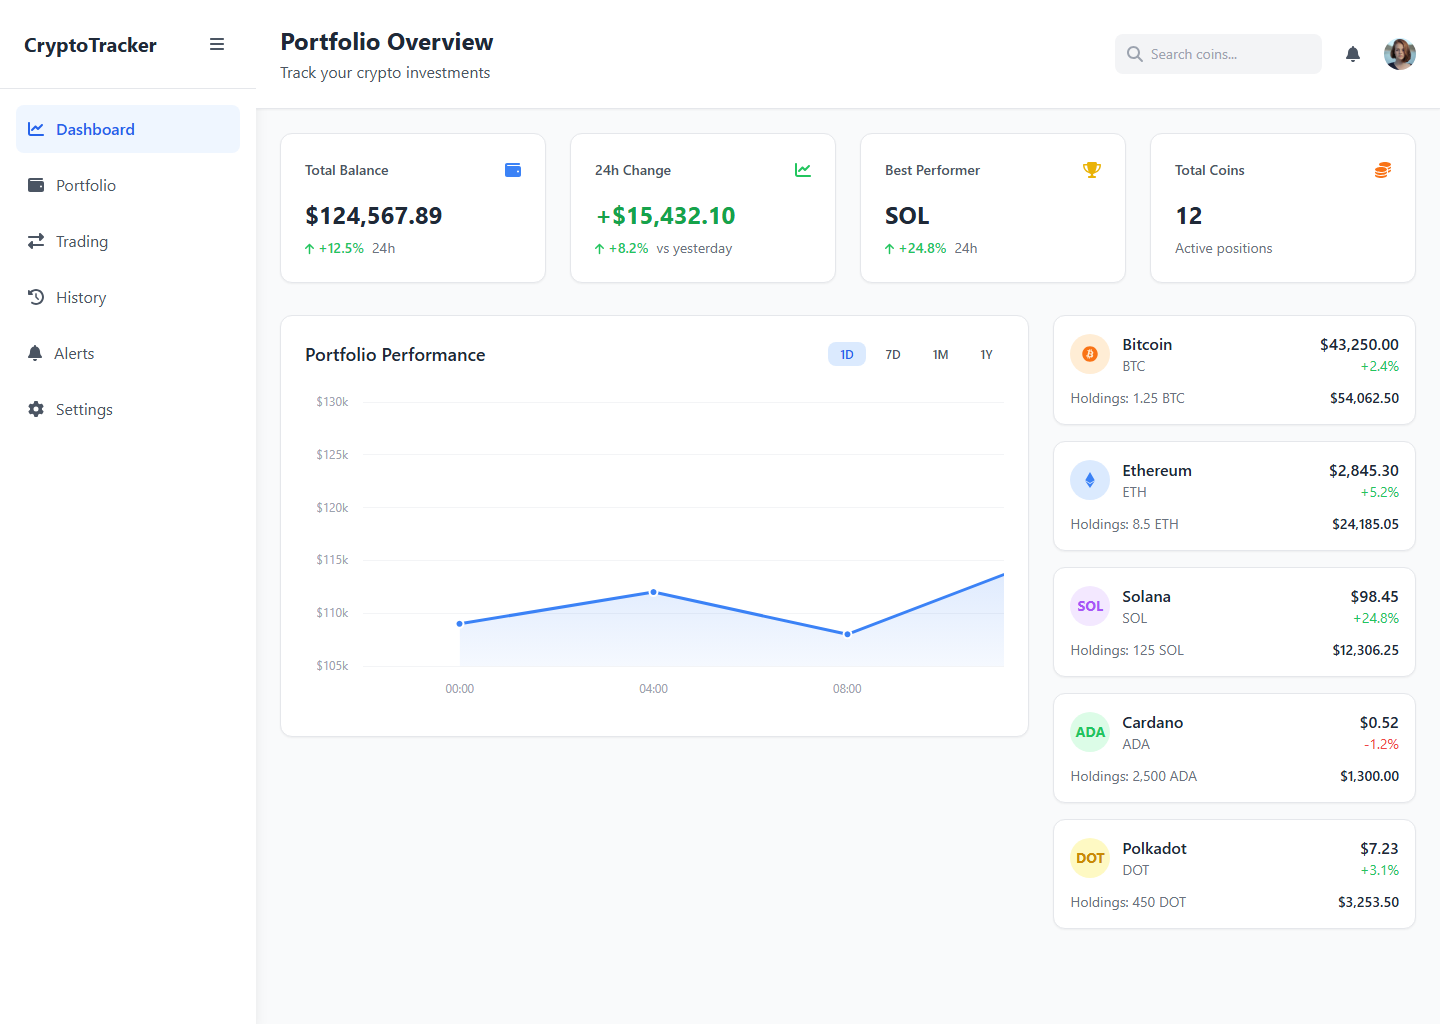 CryptoTracker
Dashboard
Portfolio
Trading
History
Alerts
Settings
Portfolio Overview
Track your crypto investments
Search coins...
Total Balance
$124,567.89
+12.5% 24h
24h Change
+$15,432.10
+8.2% vs yesterday
Best Performer
SOL
+24.8% 24h
Total Coins
12
Active positions
Portfolio Performance
1D 7D 1M 1Y
$130k
$125k
$120k
$115k
$110k
$105k
00:00 04:00 08:00
Bitcoin $43,250.00
BTC +2.4%
Holdings: 1.25 BTC $54,062.50
Ethereum $2,845.30
ETH +5.2%
Holdings: 8.5 ETH $24,185.05
SOL
Solana $98.45
SOL +24.8%
Holdings: 125 SOL $12,306.25
ADA
Cardano $0.52
ADA -1.2%
Holdings: 2,500 ADA $1,300.00
DOT
Polkadot $7.23
DOT +3.1%
Holdings: 450 DOT $3,253.50